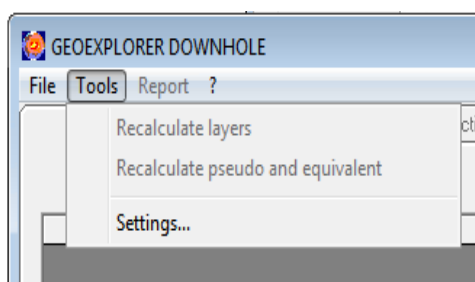 GEOEXPLORER DOWNHOLE
File Tools Report ?
Recalculate layers
Recalculate pseudo and equivalent
Settings...